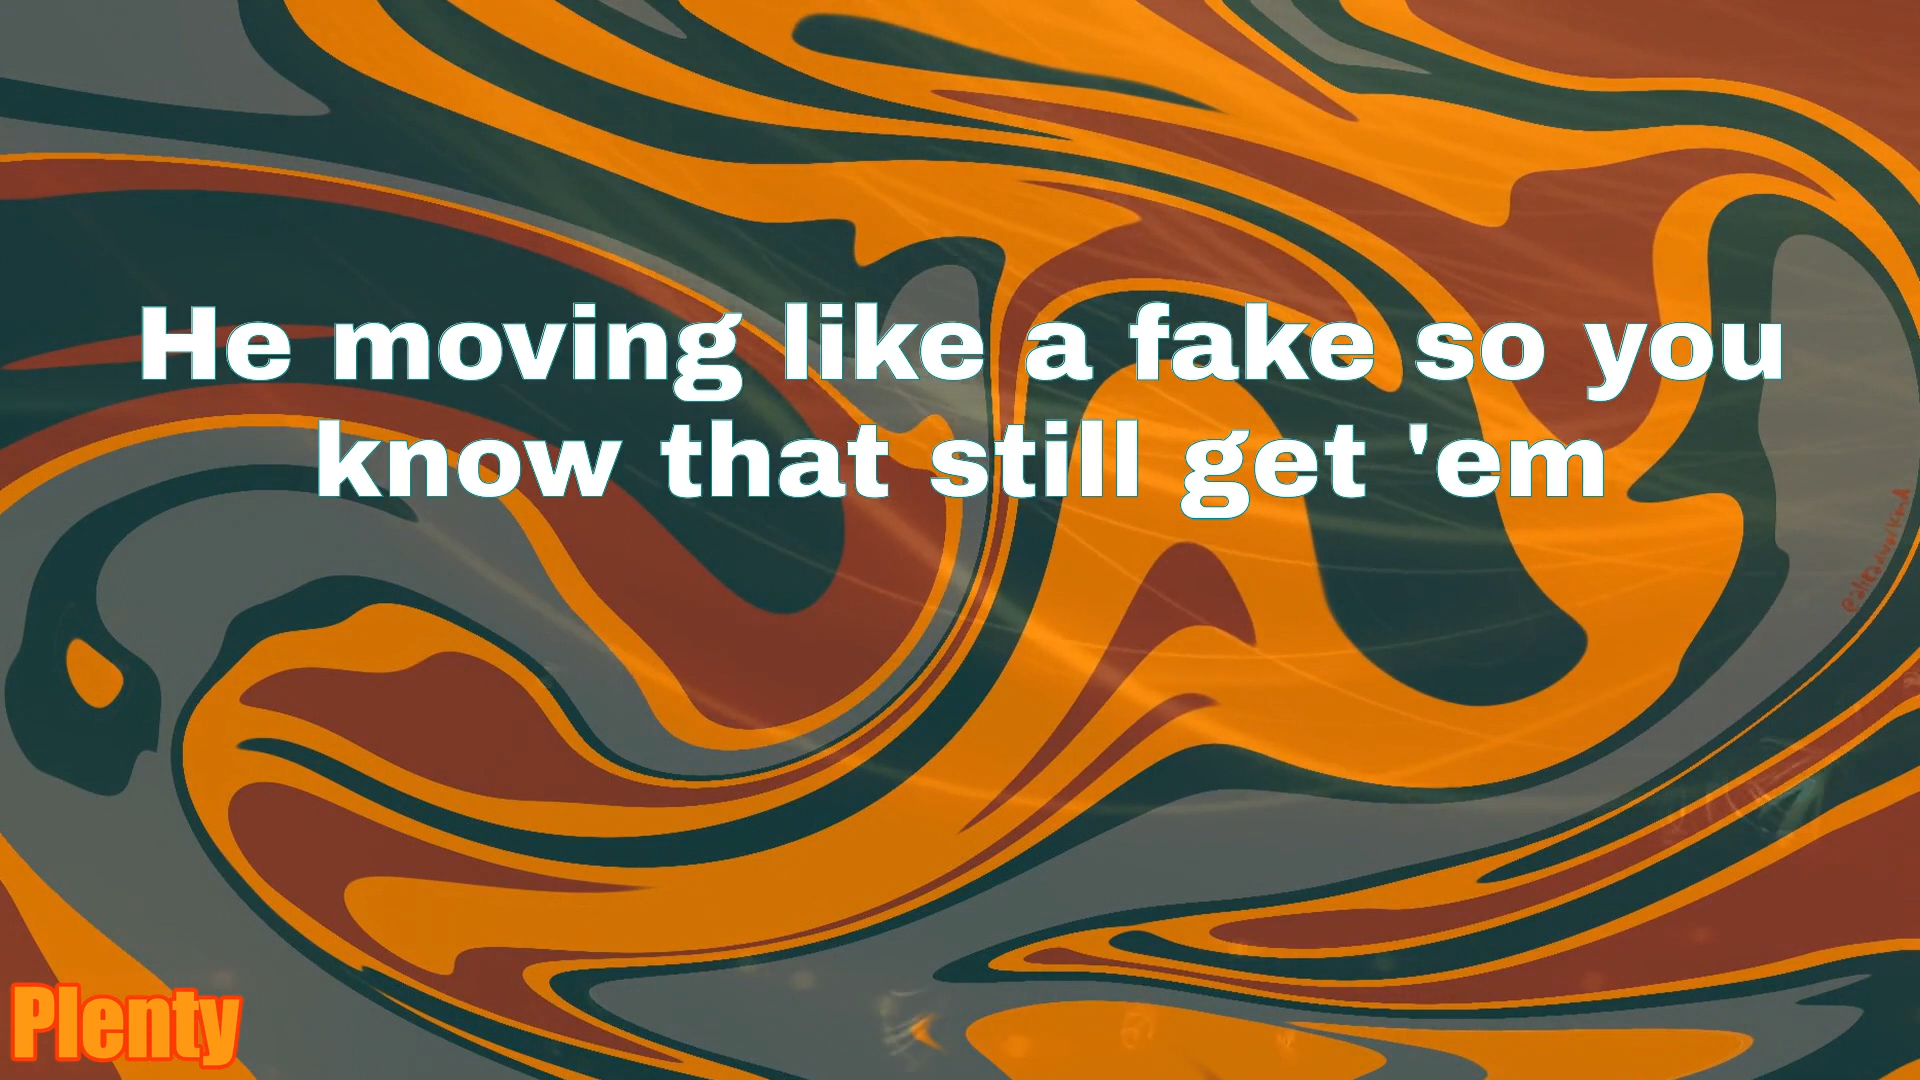 He moving like a fake so you
know that still get 'em
Plenty